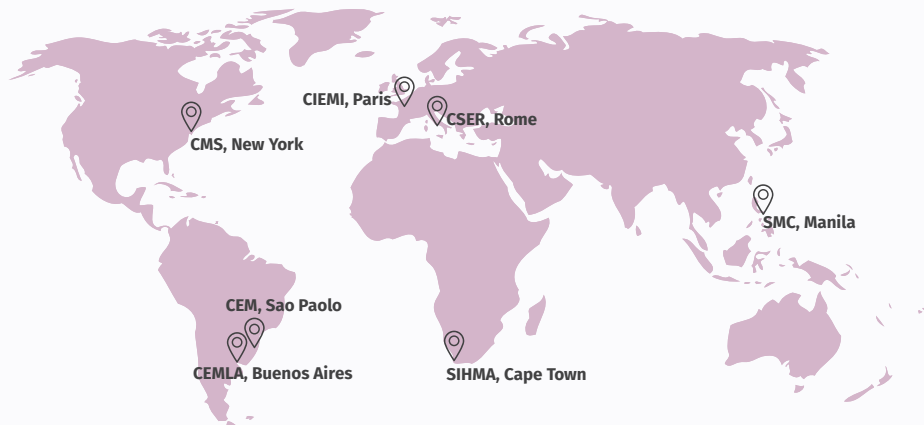 CIEMI, Paris
CSER, Rome
CMS, New York
SMC, Manila
CEM, Sao Paolo
CEMLA, Buenos Aires
SIHMA, Cape Town